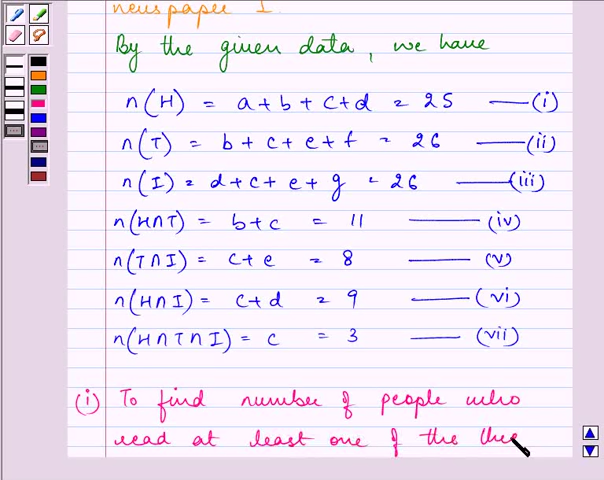 newspaper I.
By the given data, we have
n(H) = a+b+c+d = 25 —— (i)
n(T) = b+c+e+f = 26 —— (ii)
n(I) = d+c+e+g = 26 —— (iii)
n(H∩T) = b+c = 11 —— (iv)
n(T∩I) = c+e = 8 —— (v)
n(H∩I) = c+d = 9 —— (vi)
n(H∩T∩I) = c = 3 —— (vii)
(i) To find number of people who
read at least one of the thre